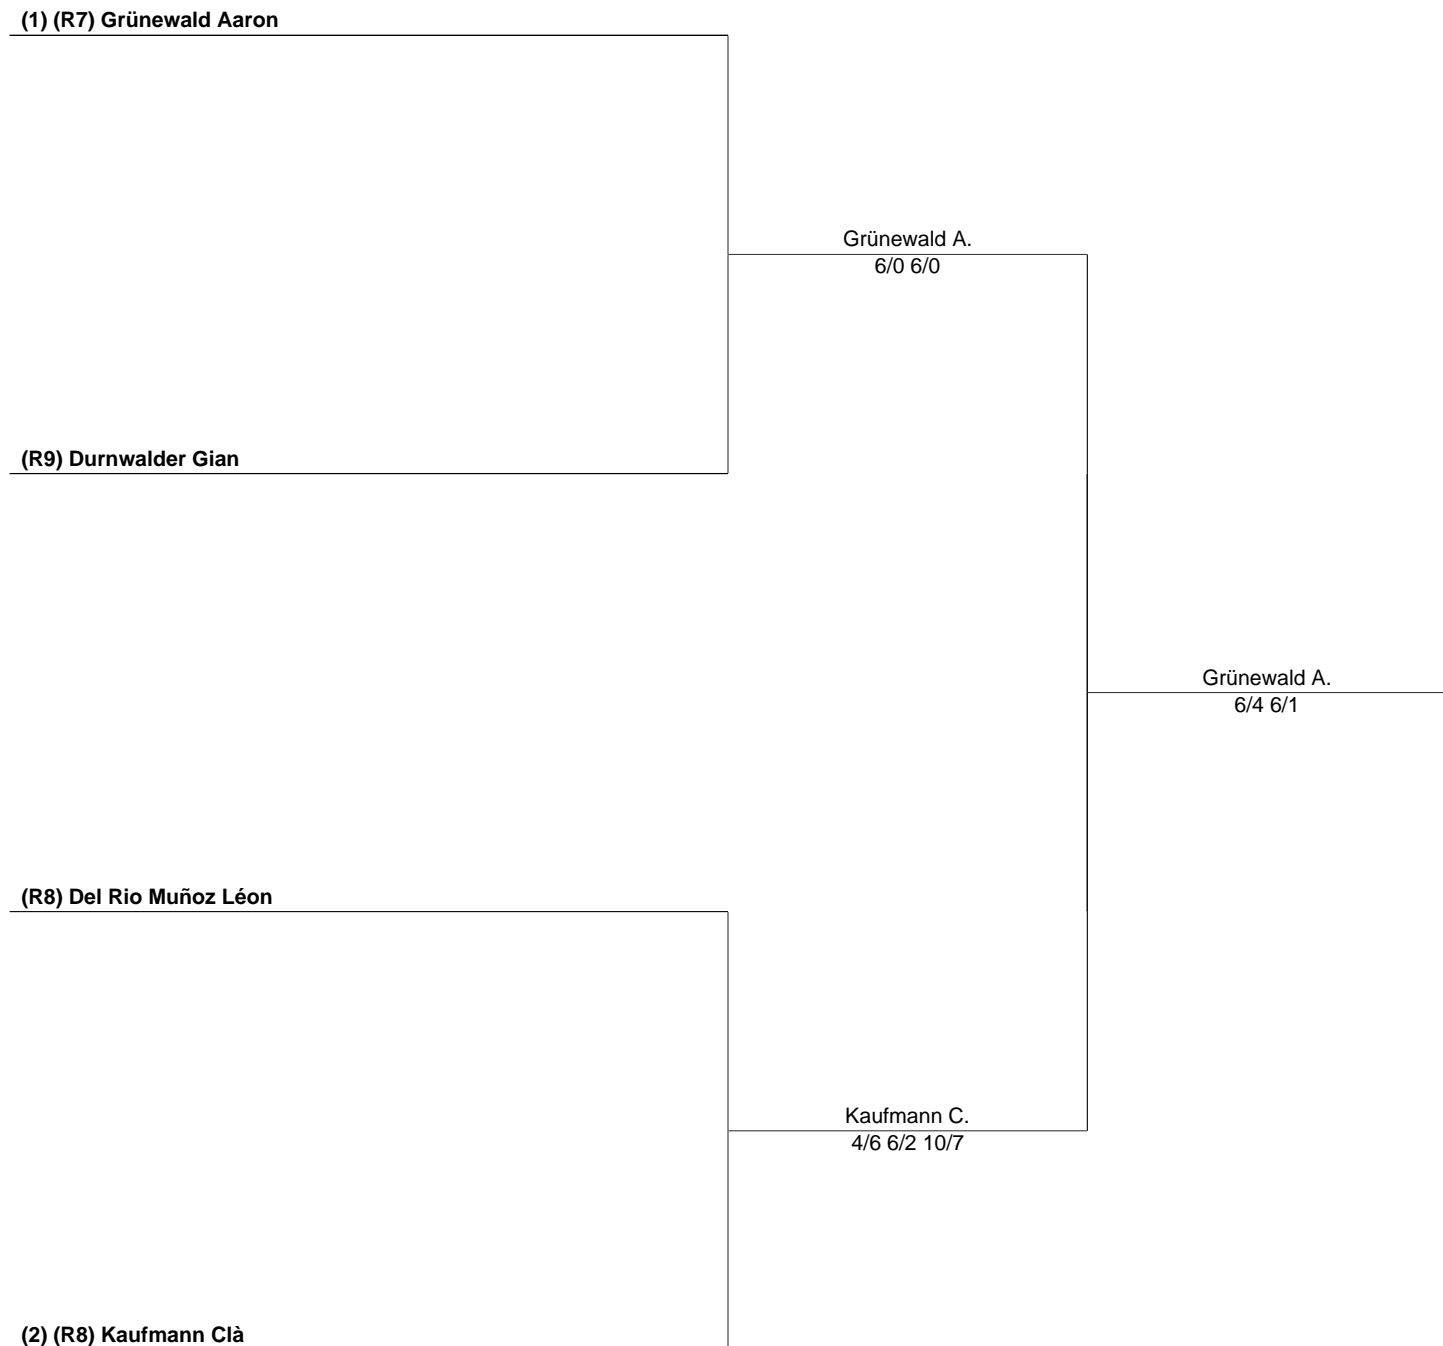 (1) (R7) Grünewald Aaron
Grünewald A.
6/0 6/0
(R9) Durnwalder Gian
Grünewald A.
6/4 6/1
(R8) Del Rio Muñoz Léon
Kaufmann C.
4/6 6/2 10/7
(2) (R8) Kaufmann Clà